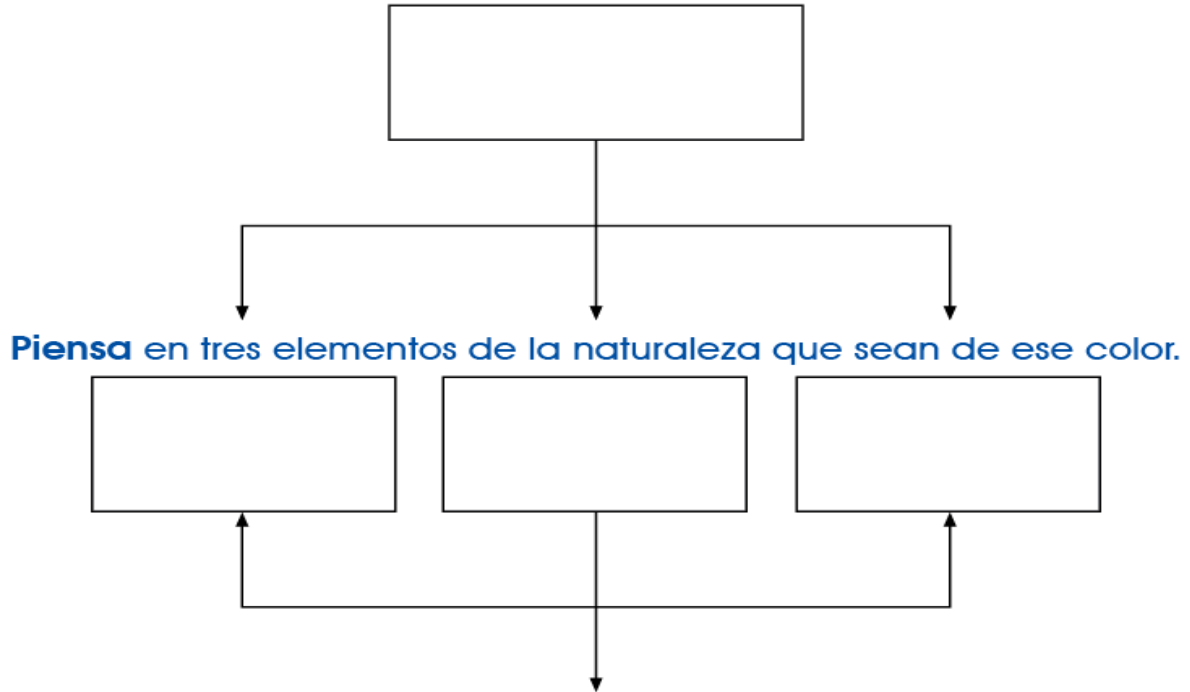 Piensa en tres elementos de la naturaleza que sean de ese color.